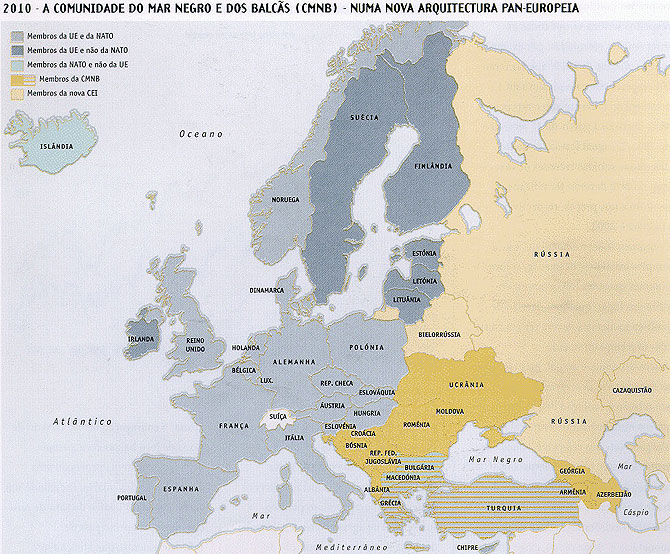 2010 - A COMUNIDADE DO MAR NEGRO E DOS BALCÃS (CMNB) - NUMA NOVA ARQUITECTURA PAN-EUROPEIA
Membros da UE e da NATO
Membros da UE e não da NATO
Membros da NATO e não da UE
Membros da CMNB
Membros da nova CEI
ISLÂNDIA
Oceano
SUÉCIA
FINLÂNDIA
NORUEGA
RÚSSIA
ESTÓNIA
LETÓNIA
LITUÂNIA
DINAMARCA
BIELORRÚSSIA
IRLANDA
REINO
UNIDO
HOLANDA
POLÓNIA
ALEMANHA
BÉLGICA
LUX.
REP. CHECA
UCRÂNIA
ESLOVÁQUIA
CAZAQUISTÃO
ÁUSTRIA
HUNGRIA
MOLDOVA
SUÍÇA
Atlântico
FRANÇA
ESLOVÉNIA
ROMÉNIA
RÚSSIA
CROÁCIA
ITÁLIA
BÓSNIA
REP. FED.
JUGOSLÁVIA
BULGÁRIA
Mar Negro
Mar
GEÓRGIA
MACEDÓNIA
ESPANHA
ALBÂNIA
ARMÉNIA
AZERBEIJÃO
PORTUGAL
GRÉCIA
TURQUIA
Cáspio
Mar
Mediterrâneo
CHIPRE